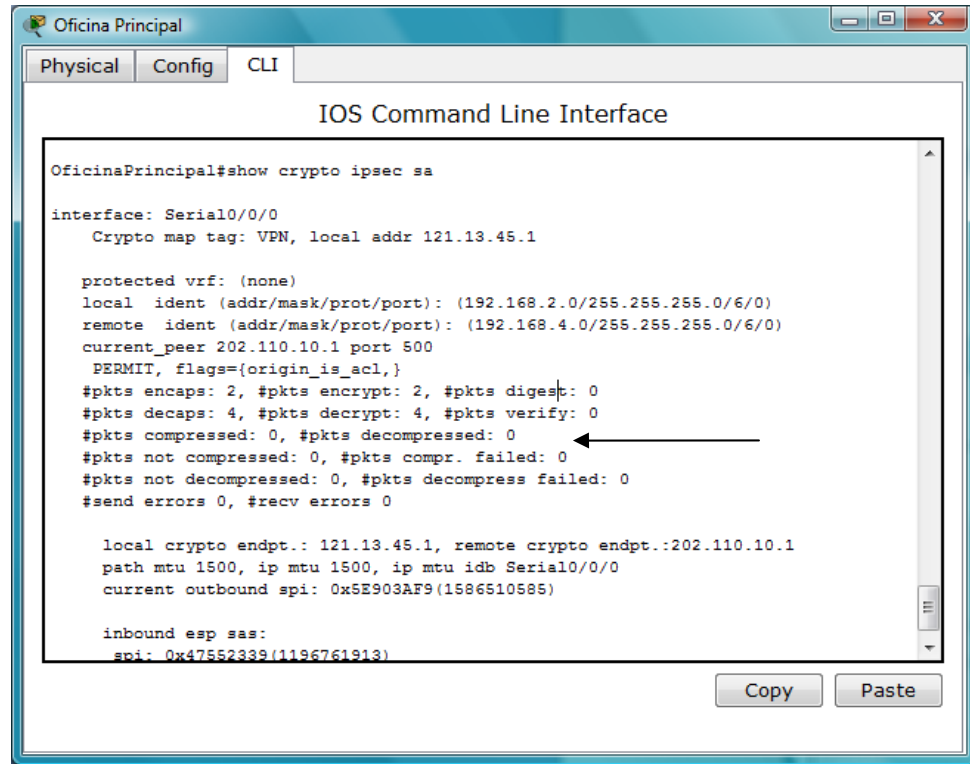 Oficina Principal
Physical Config CLI
IOS Command Line Interface
OficinaPrincipal#show crypto ipsec sa
interface: Serial0/0/0
Crypto map tag: VPN, local addr 121.13.45.1
protected vrf: (none)
local ident (addr/mask/prot/port): (192.168.2.0/255.255.255.0/6/0)
remote ident (addr/mask/prot/port): (192.168.4.0/255.255.255.0/6/0)
current_peer 202.110.10.1 port 500
PERMIT, flags={origin_is_acl,}
#pkts encaps: 2, #pkts encrypt: 2, #pkts digest: 0
#pkts decaps: 4, #pkts decrypt: 4, #pkts verify: 0
#pkts compressed: 0, #pkts decompressed: 0
#pkts not compressed: 0, #pkts compr. failed: 0
#pkts not decompressed: 0, #pkts decompress failed: 0
#send errors 0, #recv errors 0
local crypto endpt.: 121.13.45.1, remote crypto endpt.:202.110.10.1
path mtu 1500, ip mtu 1500, ip mtu idb Serial0/0/0
current outbound spi: 0x5E903AF9(1586510585)
inbound esp sas:
spi: 0x47552339(1196761913)
Copy Paste